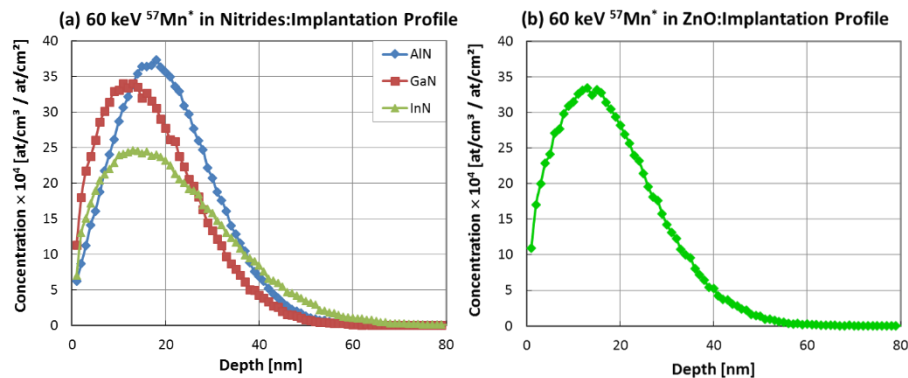 (a) 60 keV ⁵⁷Mn* in Nitrides:Implantation Profile
40
35
30
25
20
15
10
5
0
Concentration × 10⁴ [at/cm³ / at/cm²]
AlN
GaN
InN
0 20 40 60 80
Depth [nm]
(b) 60 keV ⁵⁷Mn* in ZnO:Implantation Profile
40
35
30
25
20
15
10
5
0
Concentration × 10⁴ [at/cm³ / at/cm²]
0 20 40 60 80
Depth [nm]